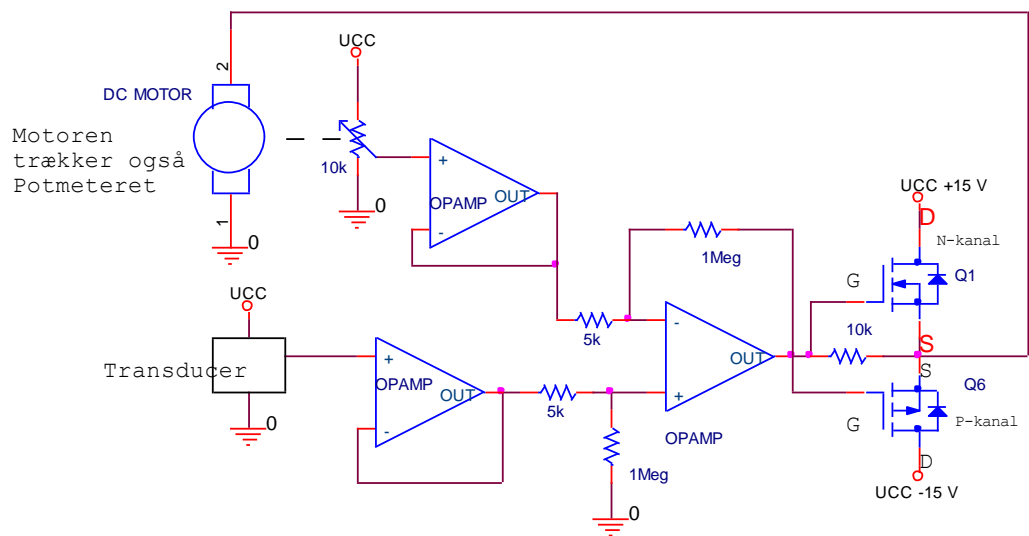 UCC
2
DC MOTOR
Motoren
trækker også
Potmeteret
10k
+
OPAMP
OUT
-
0
1
0
UCC +15 V
D
N-kanal
G
Q1
1Meg
UCC
5k
-
OUT
10k
S
S
Transducer
+
OPAMP
OUT
-
5k
+
OPAMP
Q6
G
P-kanal
0
1Meg
D
UCC -15 V
0